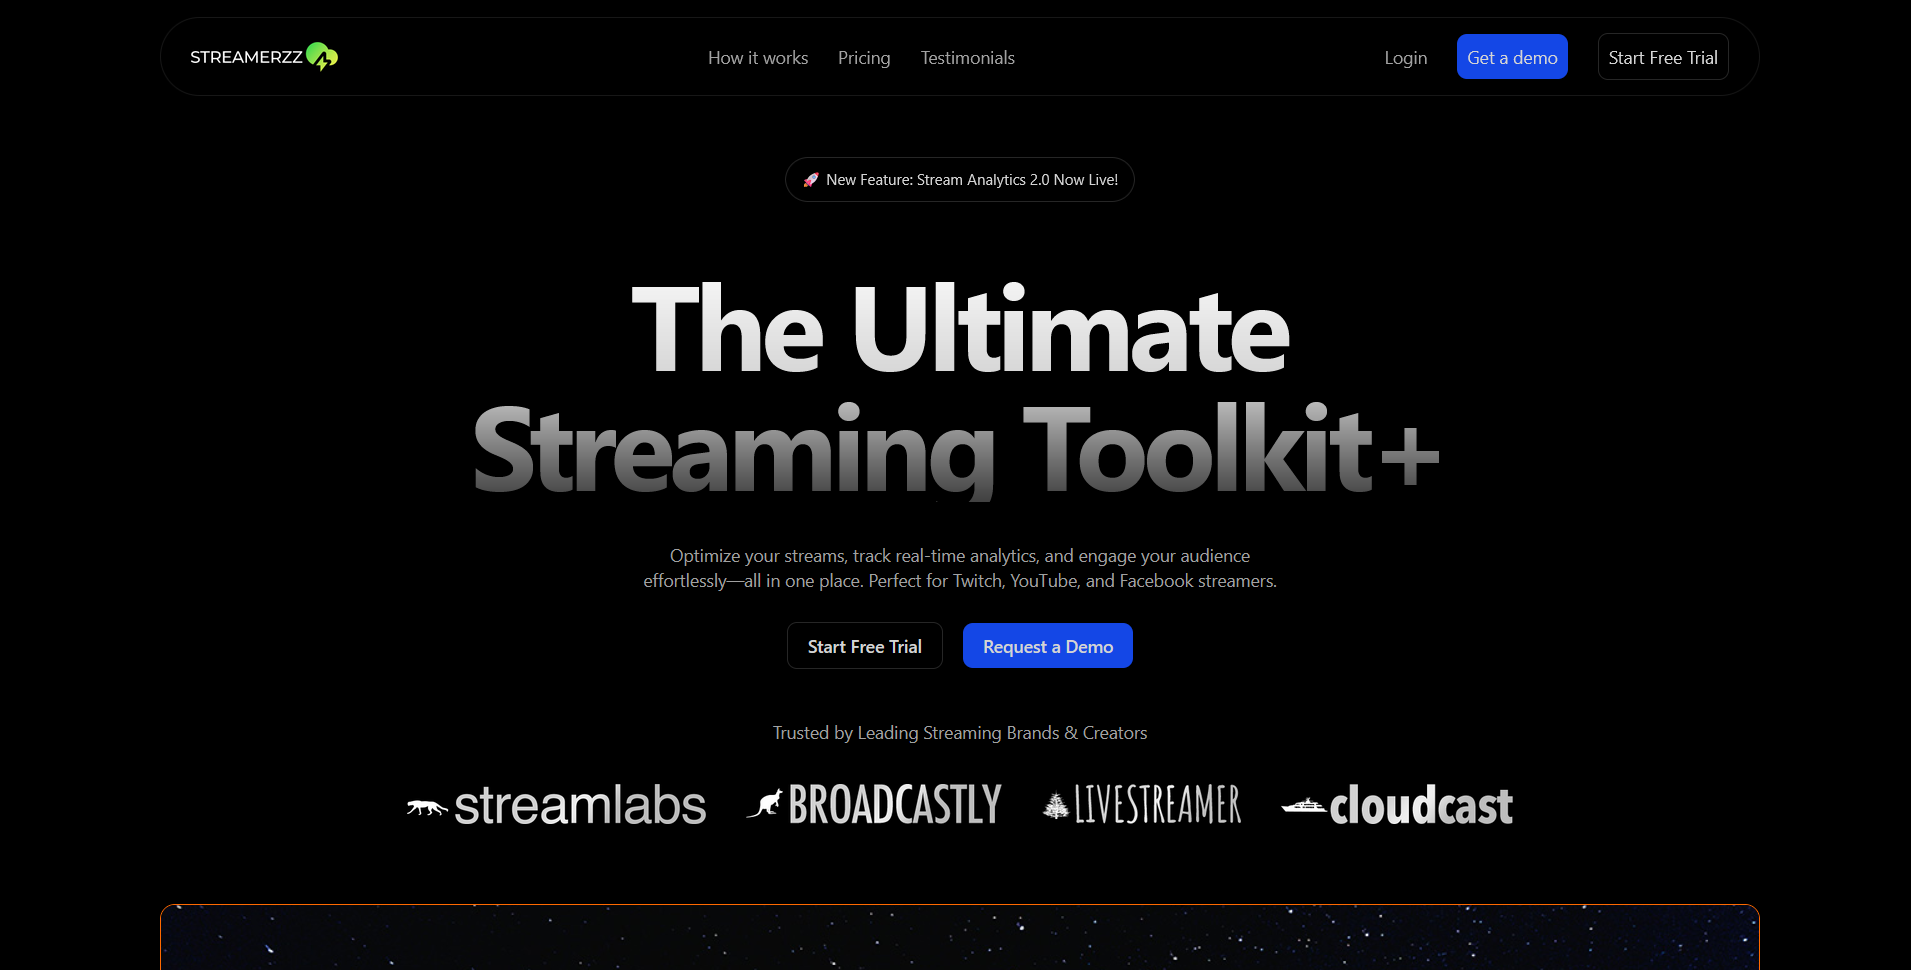 STREAMERZZ
How it works
Pricing
Testimonials
Login
Get a demo
Start Free Trial
🚀 New Feature: Stream Analytics 2.0 Now Live!
The Ultimate
Streaming Toolkit+
Optimize your streams, track real-time analytics, and engage your audience
effortlessly—all in one place. Perfect for Twitch, YouTube, and Facebook streamers.
Start Free Trial
Request a Demo
Trusted by Leading Streaming Brands & Creators
streamlabs
BROADCASTLY
LIVESTREAMER
cloudcast